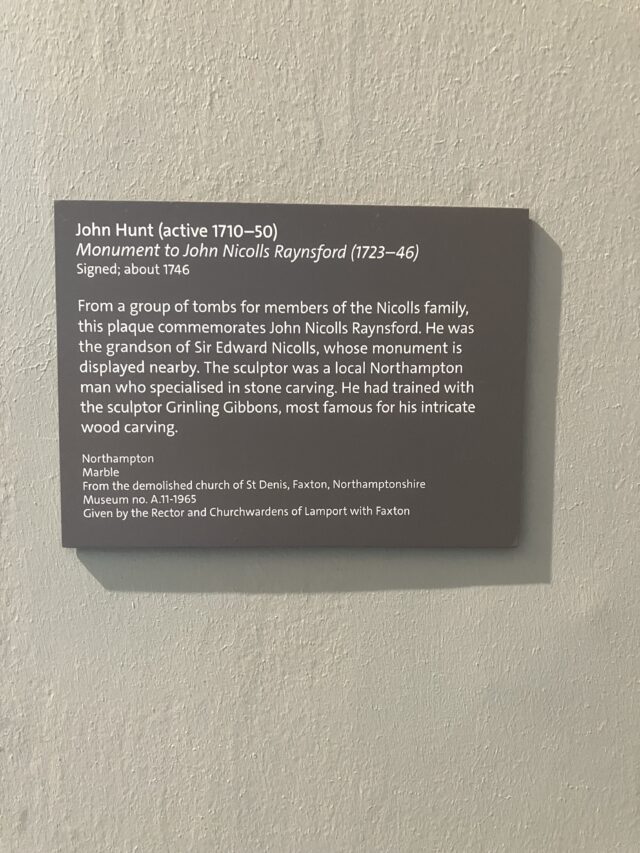 John Hunt (active 1710–50)
Monument to John Nicolls Raynsford (1723–46)
Signed; about 1746
From a group of tombs for members of the Nicolls family,
this plaque commemorates John Nicolls Raynsford. He was
the grandson of Sir Edward Nicolls, whose monument is
displayed nearby. The sculptor was a local Northampton
man who specialised in stone carving. He had trained with
the sculptor Grinling Gibbons, most famous for his intricate
wood carving.
Northampton
Marble
From the demolished church of St Denis, Faxton, Northamptonshire
Museum no. A.11-1965
Given by the Rector and Churchwardens of Lamport with Faxton